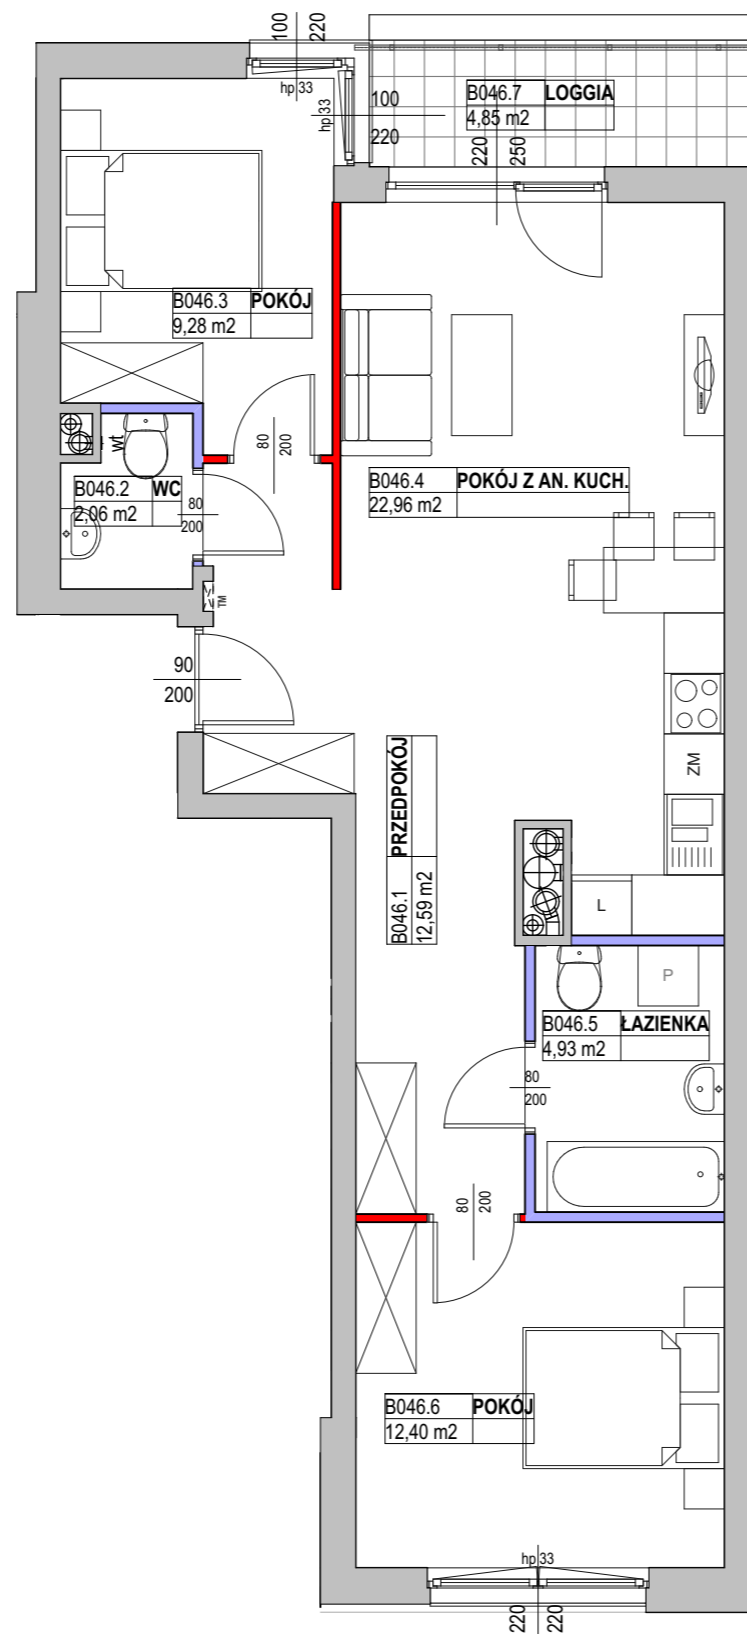 100
220
hp 33
hp 33
100
220
B046.7 LOGGIA
4,85 m2
220
250
B046.3 POKÓJ
9,28 m2
80
200
wt
B046.2 WC
2,06 m2
80
200
B046.4 POKÓJ Z AN. KUCH.
22,96 m2
TM
90
200
ZM
B046.1 PRZEDPOKÓJ
12,59 m2
L
P
B046.5 ŁAZIENKA
4,93 m2
80
200
80
200
B046.6 POKÓJ
12,40 m2
hp 33
220
220